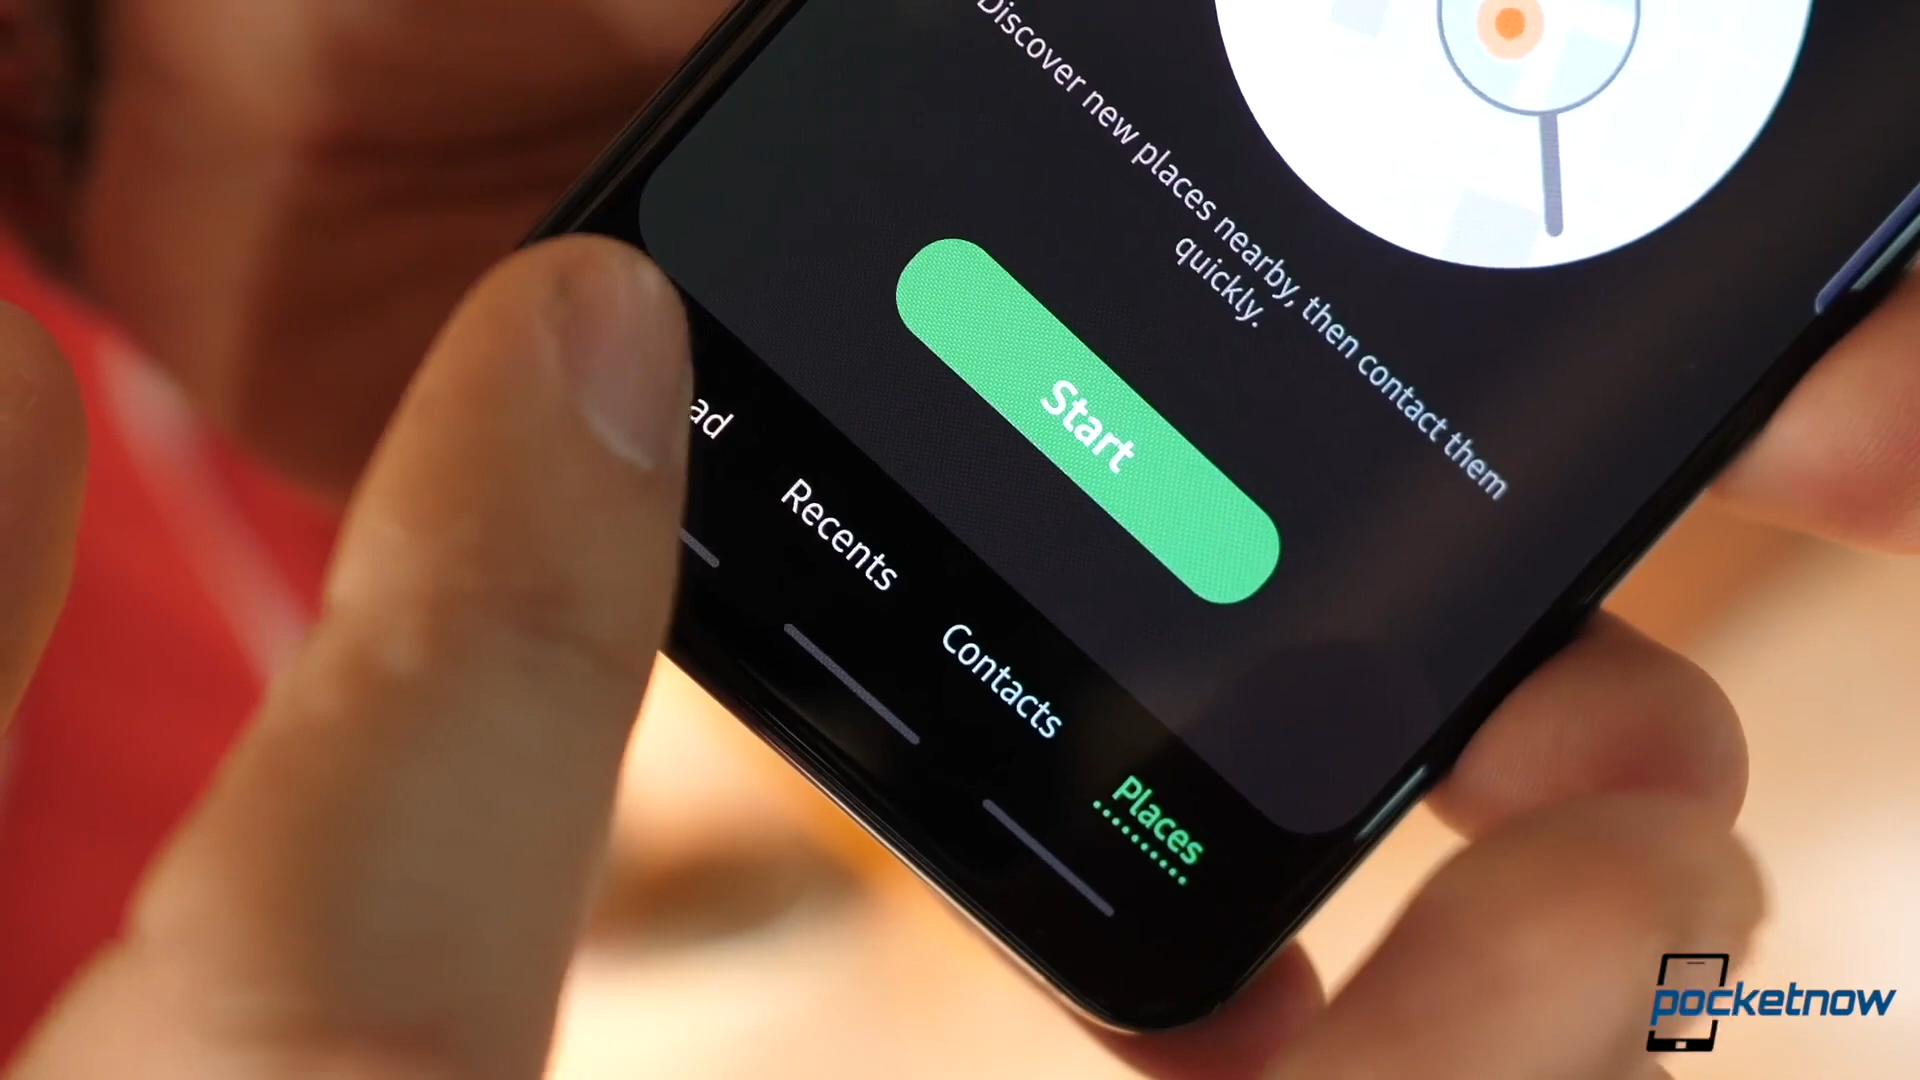 Discover new places nearby, then contact them
quickly.
Start
ad
Recents
Contacts
Places
pocketnow